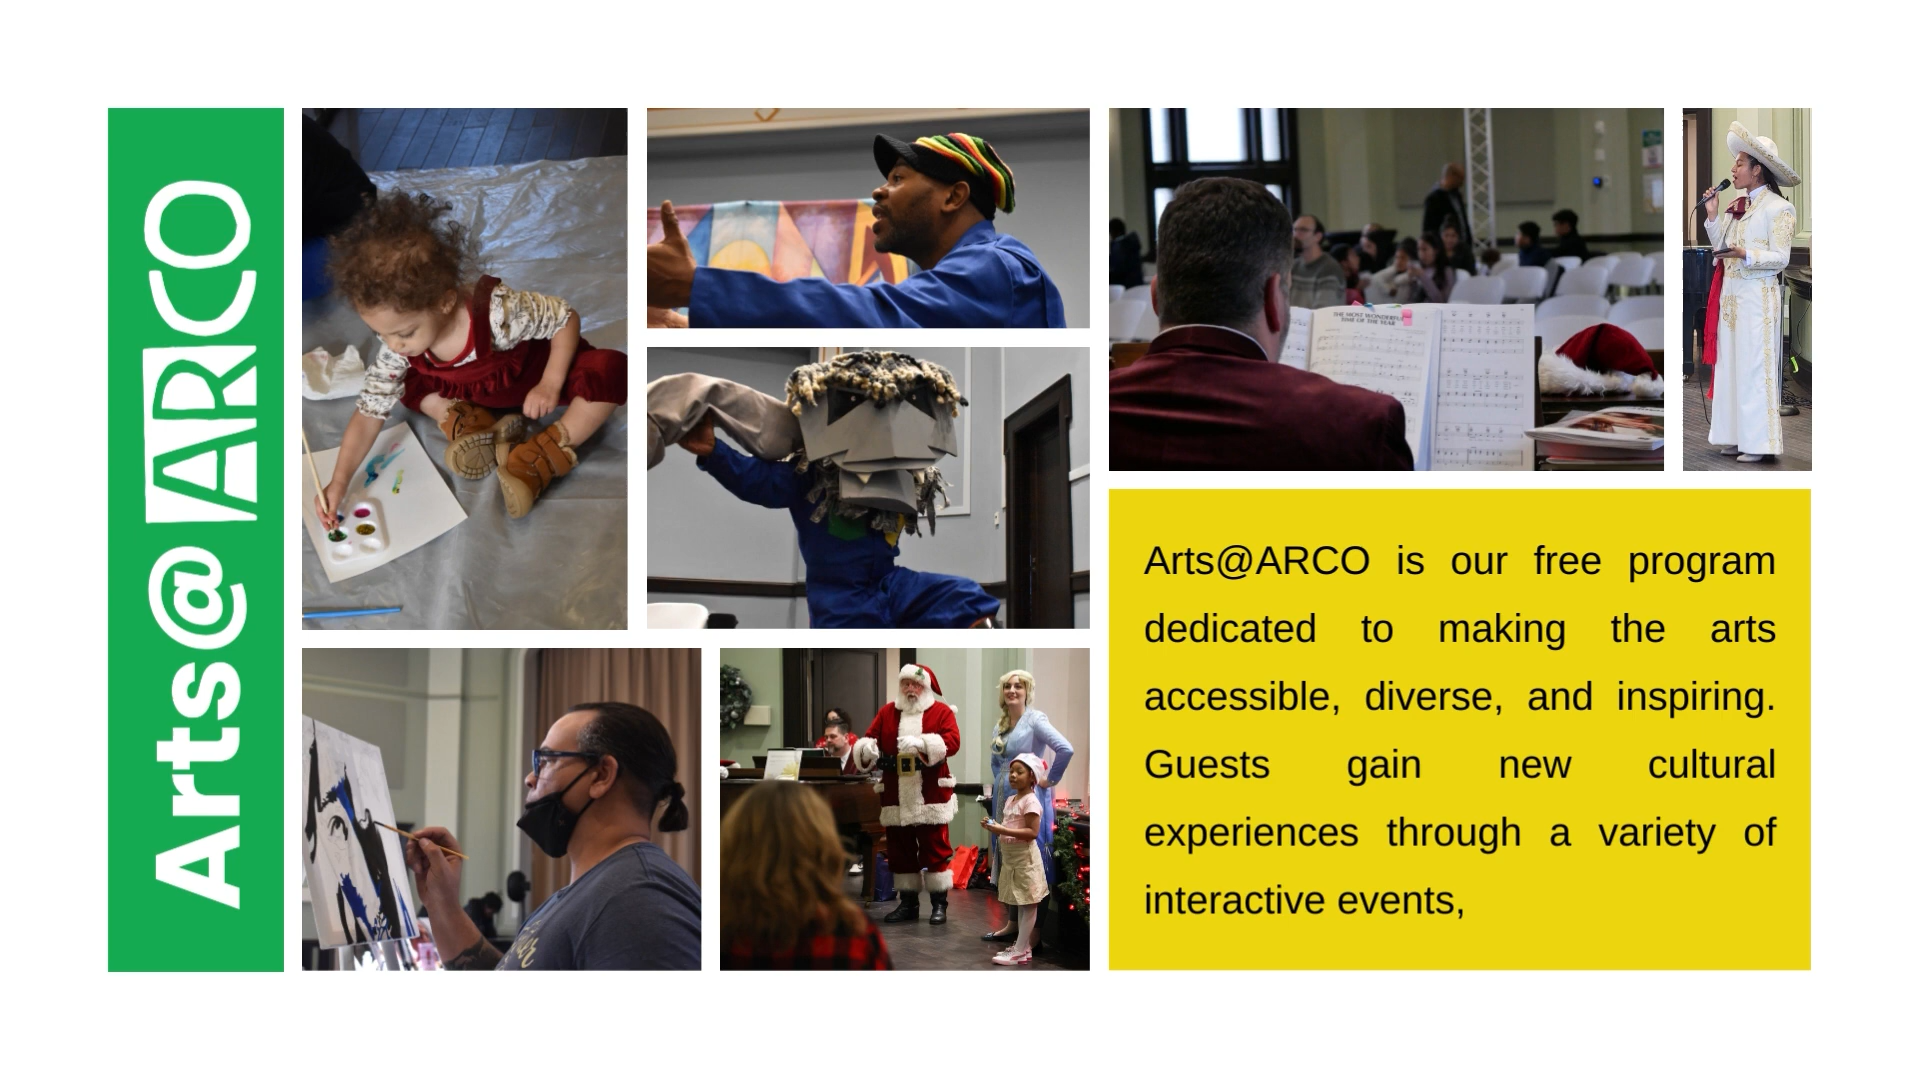 Arts@ ARCO
THE MOST WONDERFUL
TIME OF THE YEAR
Arts@ARCO is our free program
dedicated to making the arts
accessible, diverse, and inspiring.
Guests gain new cultural
experiences through a variety of
interactive events,